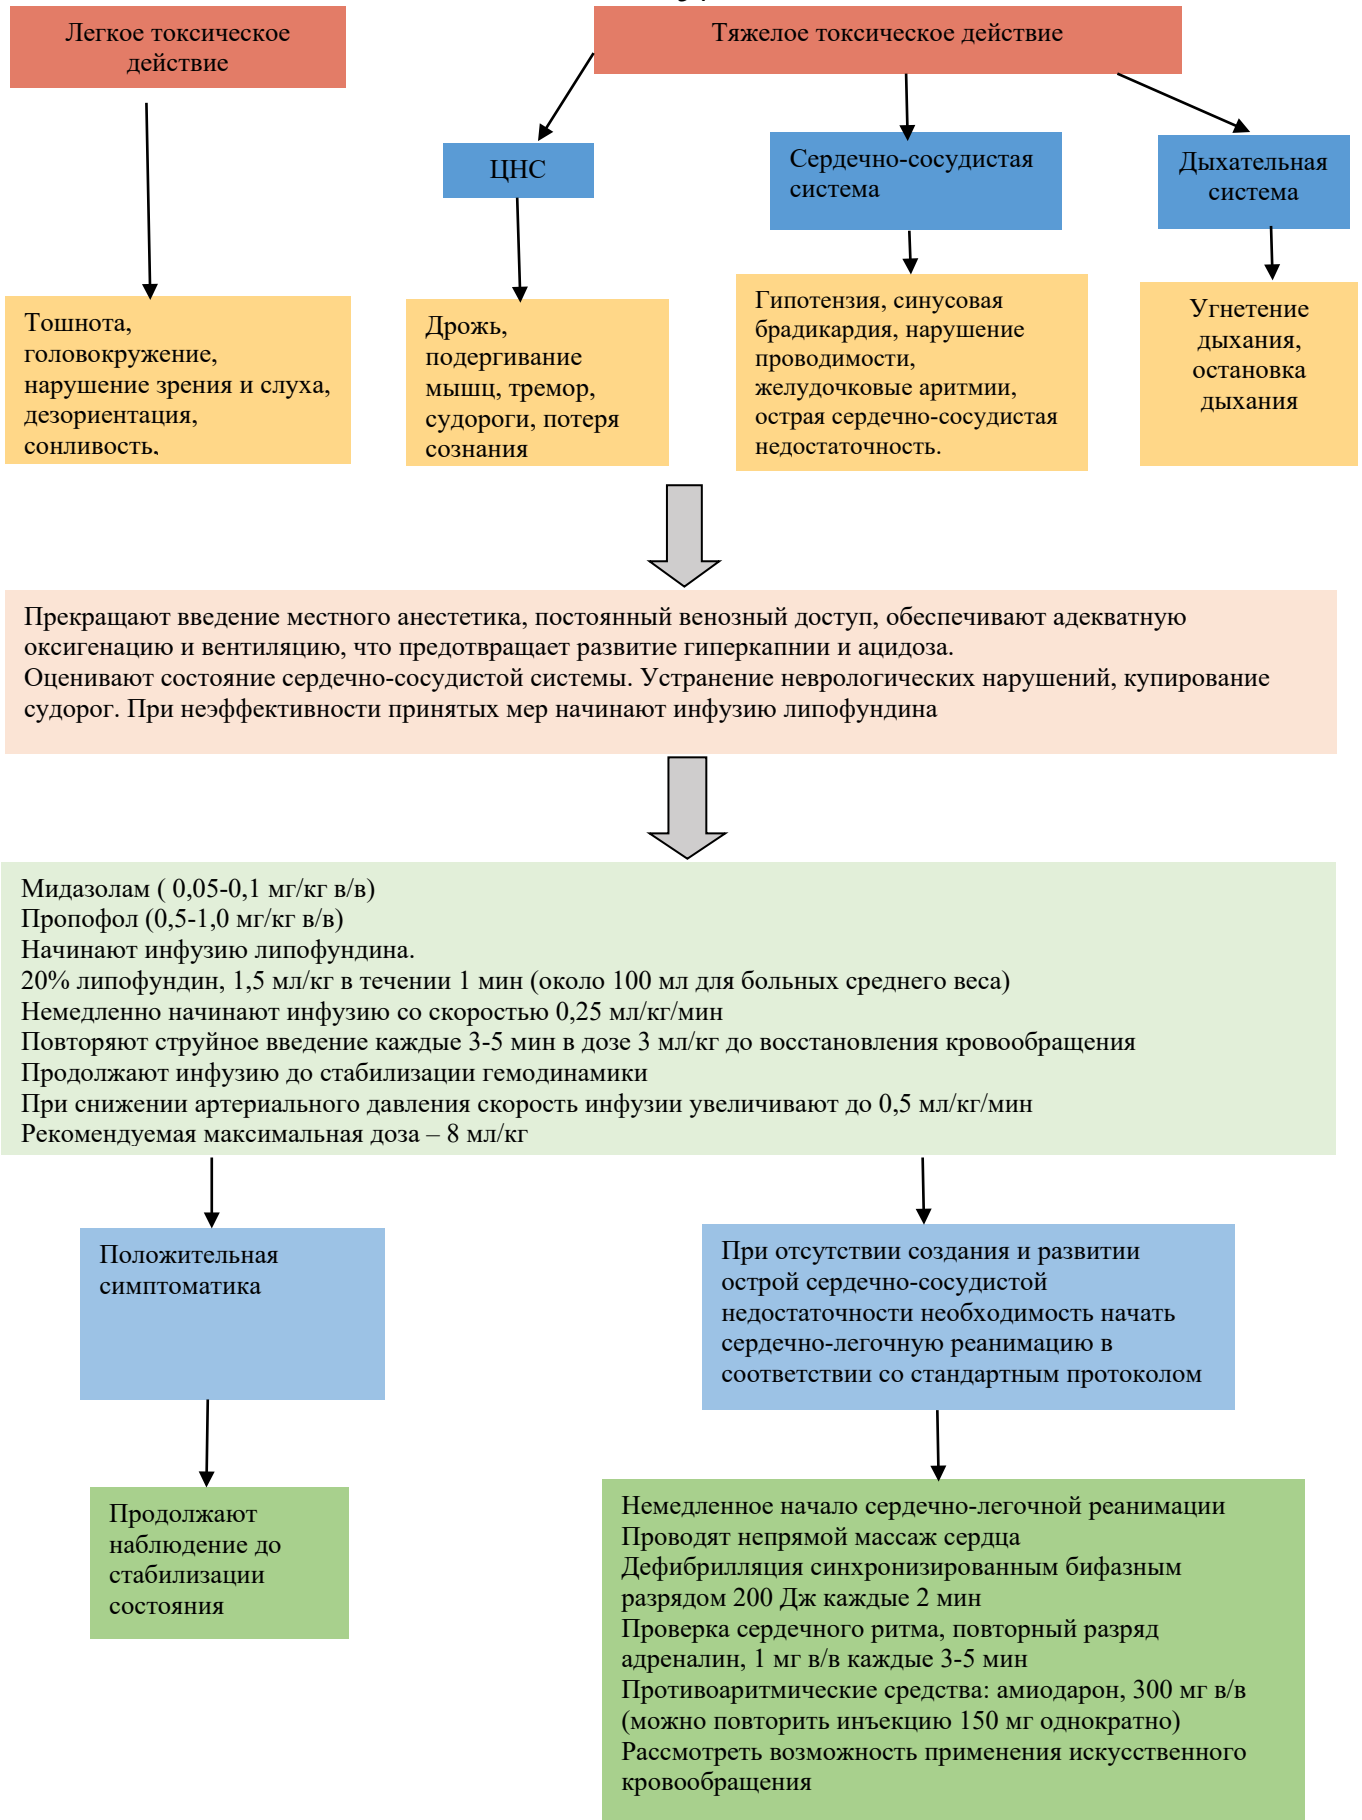 Легкое токсическое
действие
Тяжелое токсическое действие
ЦНС
Сердечно-сосудистая
система
Дыхательная
система
Тошнота,
головокружение,
нарушение зрения и слуха,
дезориентация,
сонливость,
Дрожь,
подергивание
мышц, тремор,
судороги, потеря
сознания
Гипотензия, синусовая
брадикардия, нарушение
проводимости,
желудочковые аритмии,
острая сердечно-сосудистая
недостаточность.
Угнетение
дыхания,
остановка
дыхания
Прекращают введение местного анестетика, постоянный венозный доступ, обеспечивают адекватную
оксигенацию и вентиляцию, что предотвращает развитие гиперкапнии и ацидоза.
Оценивают состояние сердечно-сосудистой системы. Устранение неврологических нарушений, купирование
судорог. При неэффективности принятых мер начинают инфузию липофундина
Мидазолам ( 0,05-0,1 мг/кг в/в)
Пропофол (0,5-1,0 мг/кг в/в)
Начинают инфузию липофундина.
20% липофундин, 1,5 мл/кг в течении 1 мин (около 100 мл для больных среднего веса)
Немедленно начинают инфузию со скоростью 0,25 мл/кг/мин
Повторяют струйное введение каждые 3-5 мин в дозе 3 мл/кг до восстановления кровообращения
Продолжают инфузию до стабилизации гемодинамики
При снижении артериального давления скорость инфузии увеличивают до 0,5 мл/кг/мин
Рекомендуемая максимальная доза – 8 мл/кг
Положительная
симптоматика
При отсутствии создания и развитии
острой сердечно-сосудистой
недостаточности необходимость начать
сердечно-легочную реанимацию в
соответствии со стандартным протоколом
Продолжают
наблюдение до
стабилизации
состояния
Немедленное начало сердечно-легочной реанимации
Проводят непрямой массаж сердца
Дефибрилляция синхронизированным бифазным
разрядом 200 Дж каждые 2 мин
Проверка сердечного ритма, повторный разряд
адреналин, 1 мг в/в каждые 3-5 мин
Противоаритмические средства: амиодарон, 300 мг в/в
(можно повторить инъекцию 150 мг однократно)
Рассмотреть возможность применения искусственного
кровообращения